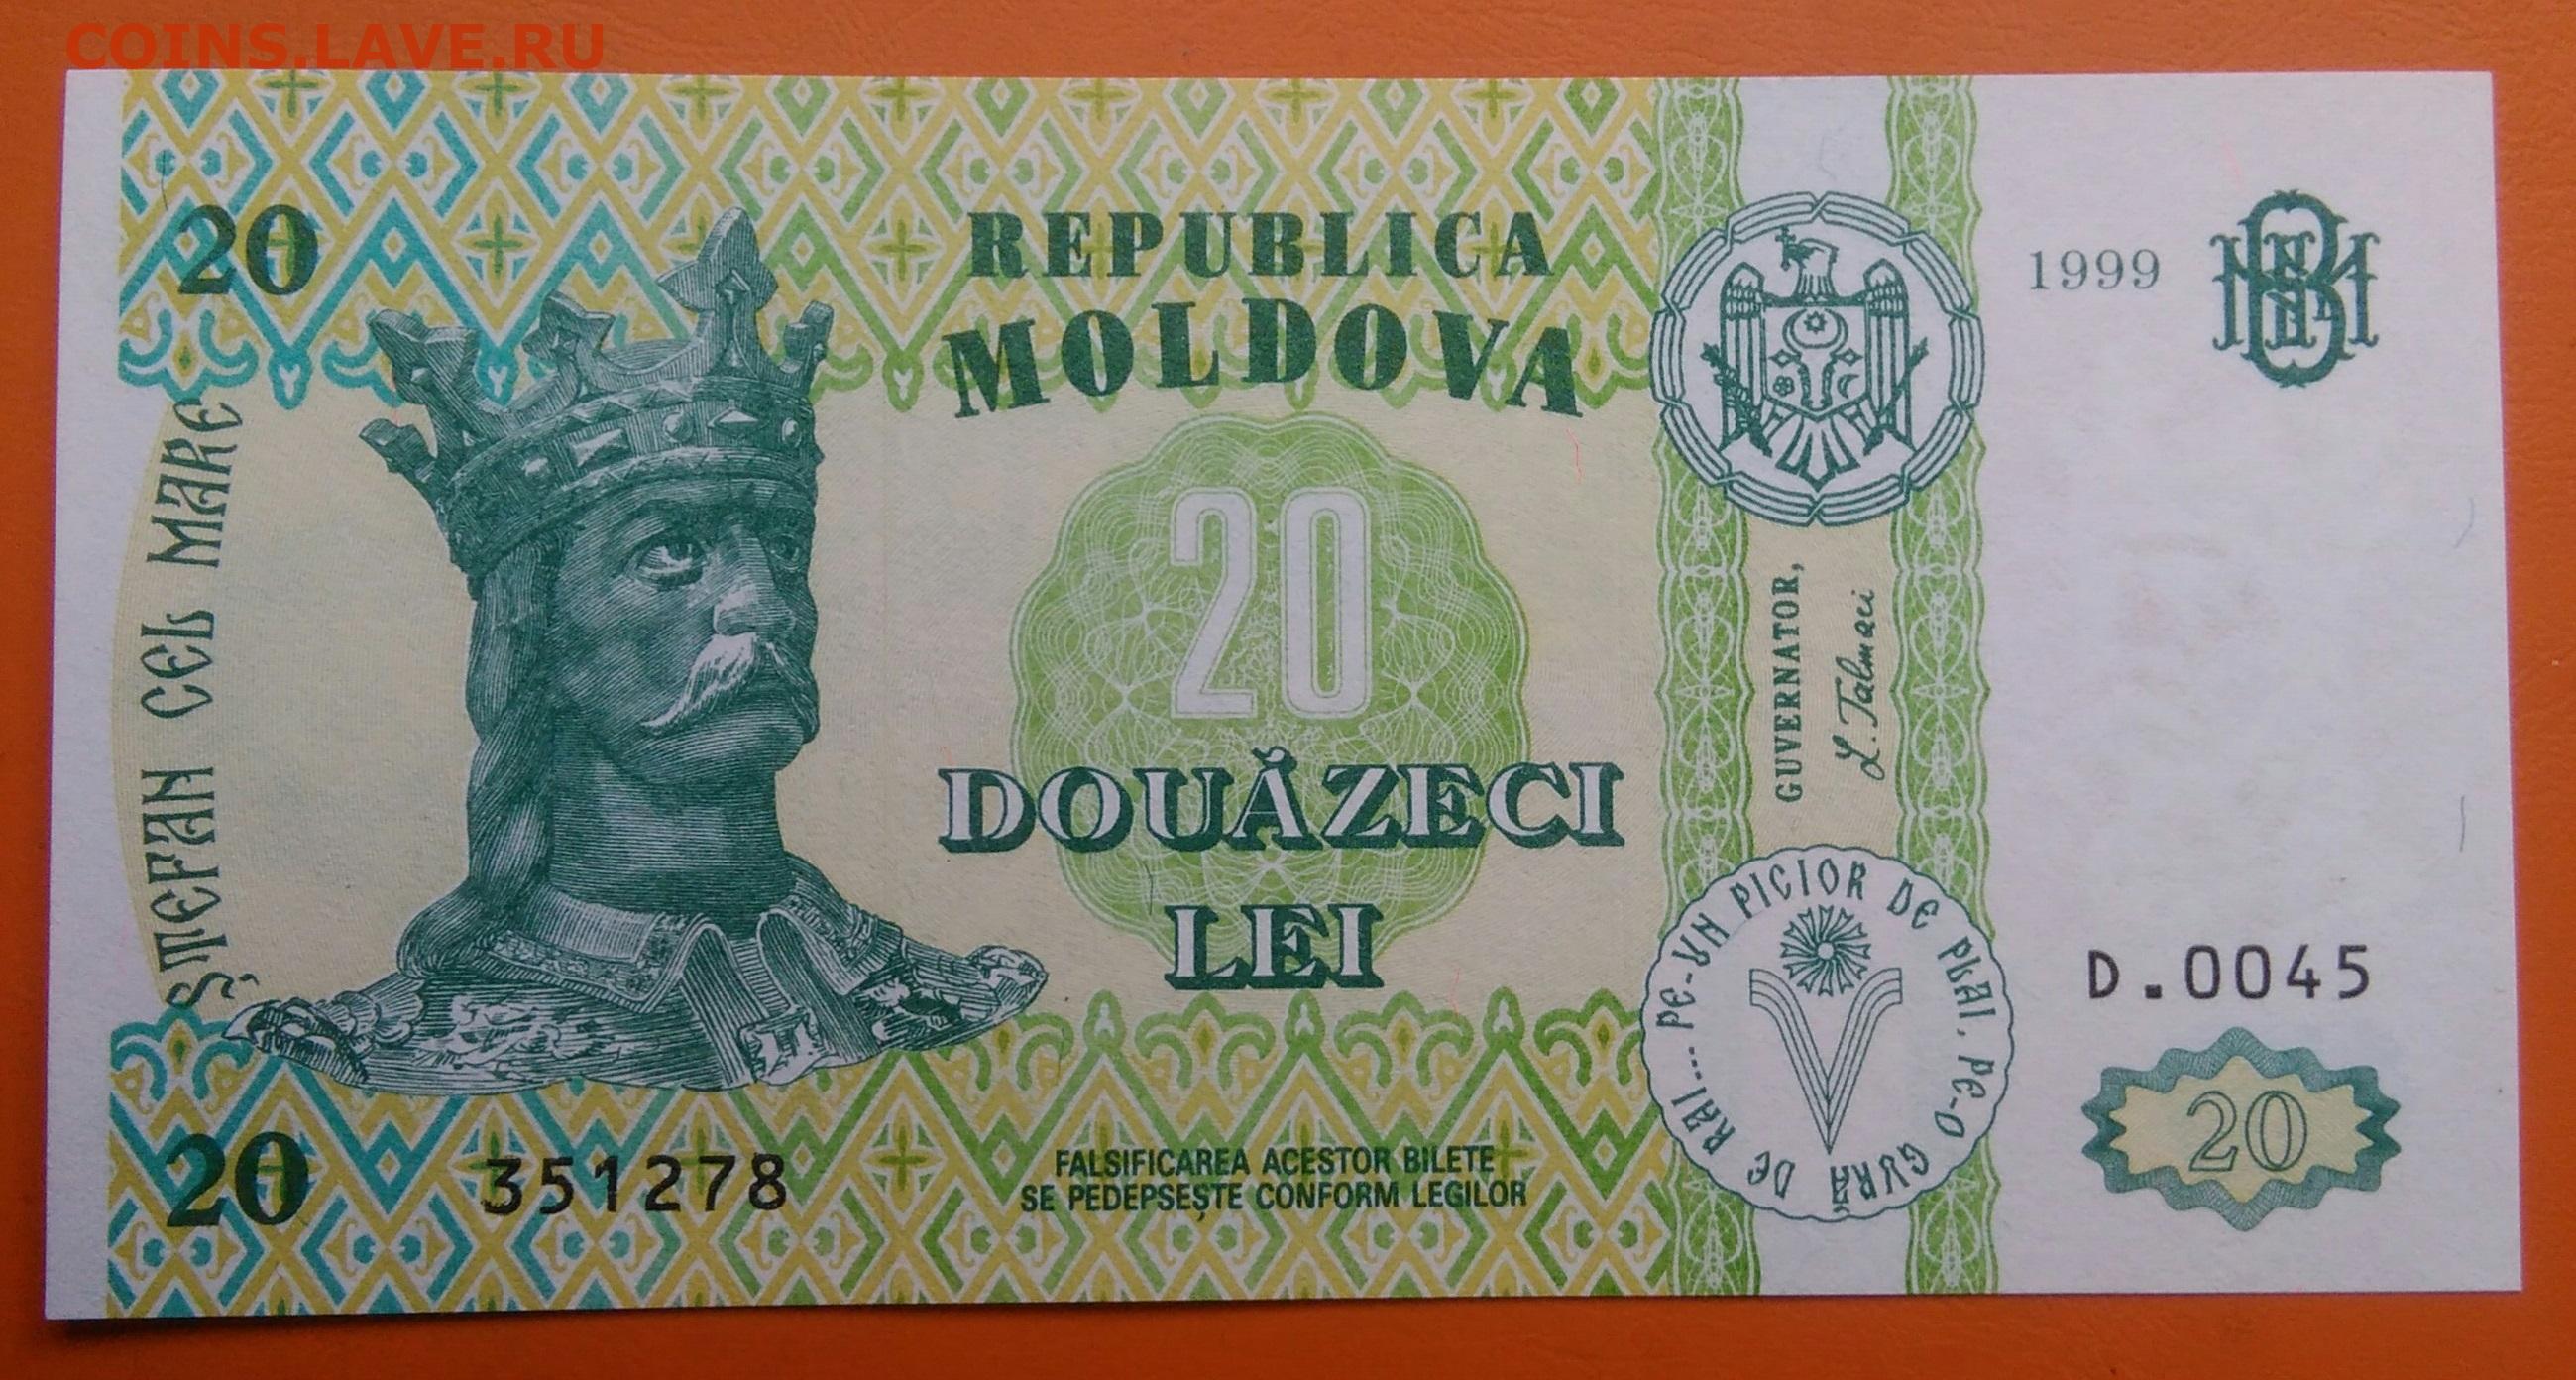 COINS.LAVE.RU
20
ȘTEFAN CEL MARE
REPUBLICA
MOLDOVA
20
DOUĂZECI
LEI
1999
BNM
GUVERNATOR,
L. Talmaci
PE-UN PICIOR DE PLAI, PE-O GURĂ DE RAI...
D.0045
20
20
351278
FALSIFICAREA ACESTOR BILETE
SE PEDEPSEȘTE CONFORM LEGILOR